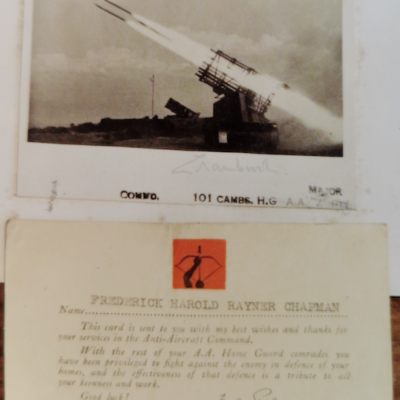 COMMD. 101 CAMBS. H.G A.A. MAJOR
FREDERICK HAROLD RAYNER CHAPMAN
Name
This card is sent to you with my best wishes and thanks for
your services in the Anti-Aircraft Command.
With the rest of your A.A. Home Guard comrades you
have been privileged to fight against the enemy in defence of your
homes, and the effectiveness of that defence is a tribute to all
your keenness and work.
Good luck!